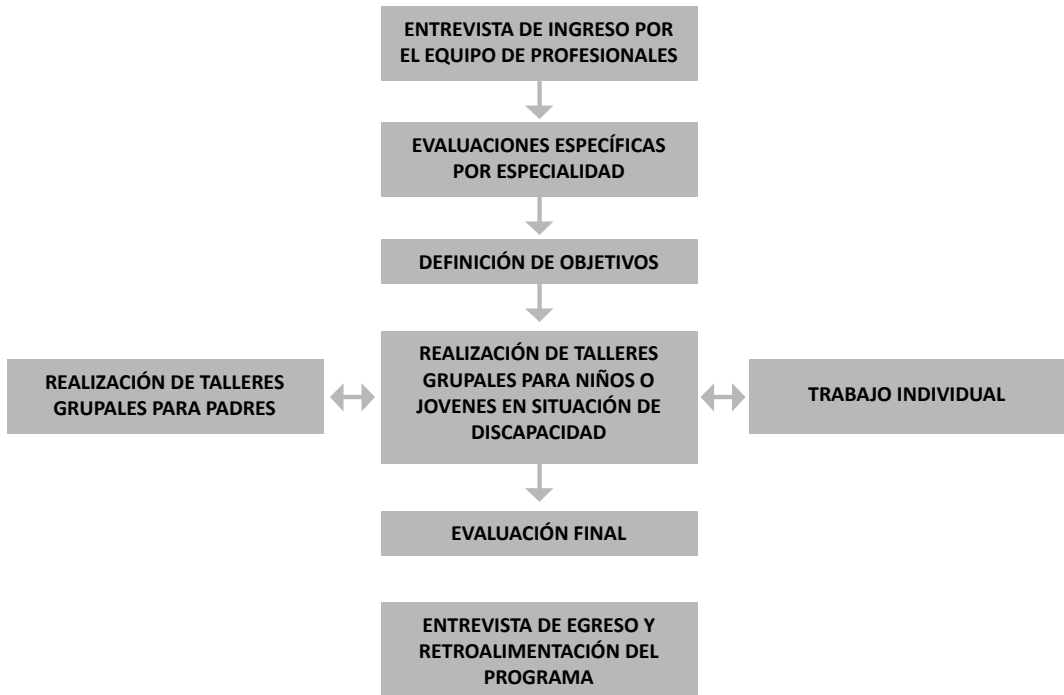 ENTREVISTA DE INGRESO POR
EL EQUIPO DE PROFESIONALES
EVALUACIONES ESPECÍFICAS
POR ESPECIALIDAD
DEFINICIÓN DE OBJETIVOS
REALIZACIÓN DE TALLERES
GRUPALES PARA PADRES
REALIZACIÓN DE TALLERES
GRUPALES PARA NIÑOS O
JOVENES EN SITUACIÓN DE
DISCAPACIDAD
TRABAJO INDIVIDUAL
EVALUACIÓN FINAL
ENTREVISTA DE EGRESO Y
RETROALIMENTACIÓN DEL
PROGRAMA